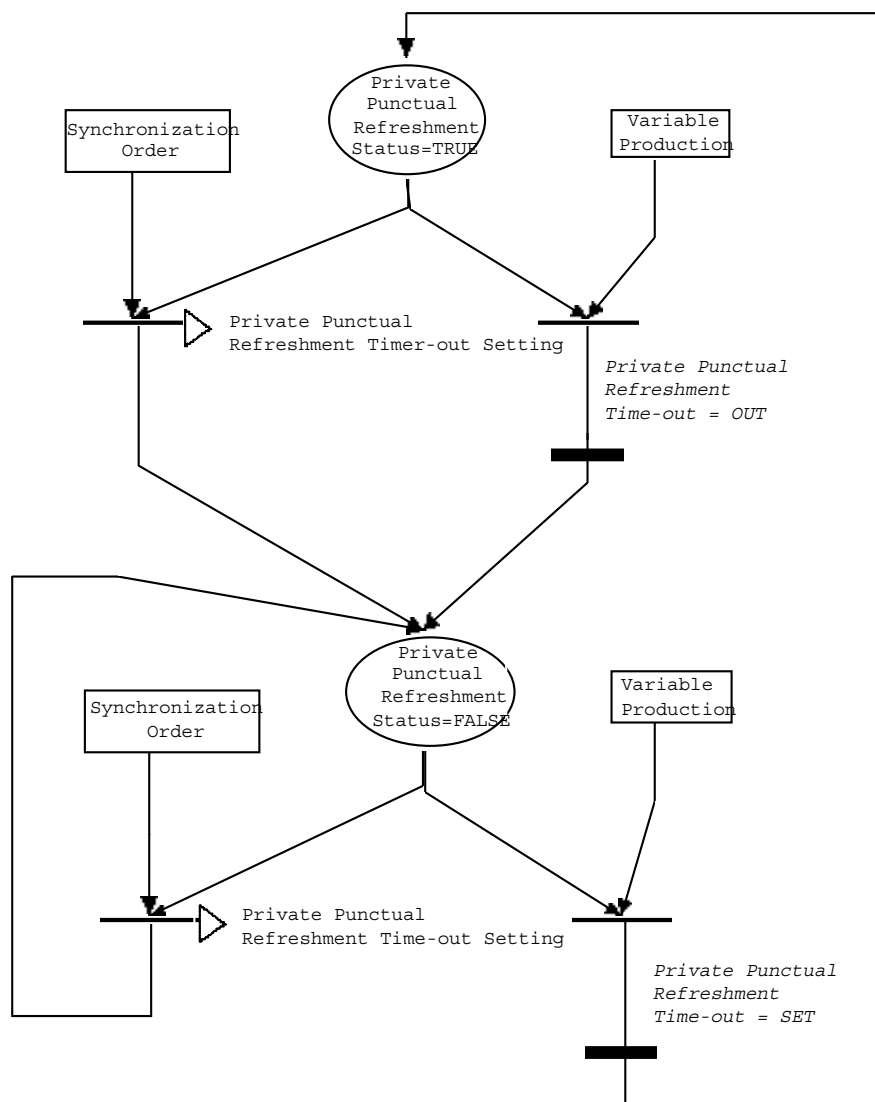 Private
Punctual
Refreshment
Status=TRUE
Synchronization
Order
Variable
Production
Private Punctual
Refreshment Timer-out Setting
Private Punctual
Refreshment
Time-out = OUT
Private
Punctual
Refreshment
Status=FALSE
Synchronization
Order
Variable
Production
Private Punctual
Refreshment Time-out Setting
Private Punctual
Refreshment
Time-out = SET